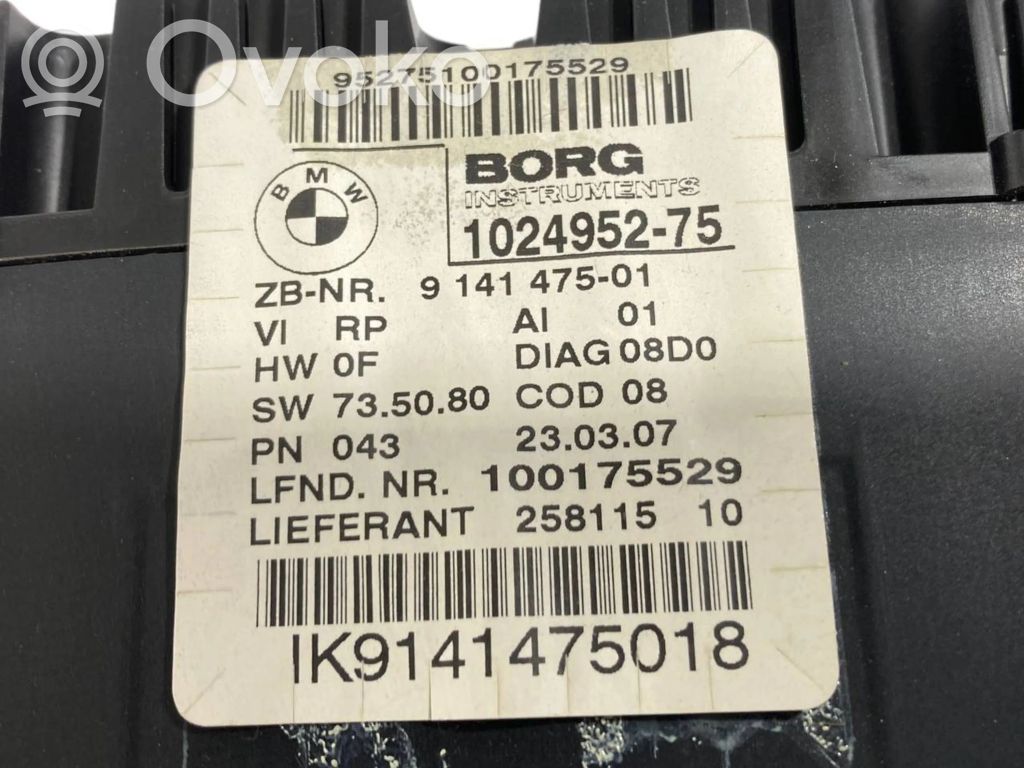 Ovoko
95275100175529
BMW
BORG
INSTRUMENTS
1024952-75
ZB-NR. 9 141 475-01
VI RP AI 01
HW 0F DIAG 08D0
SW 73.50.80 COD 08
PN 043 23.03.07
LFND. NR. 100175529
LIEFERANT 258115 10
IK9141475018